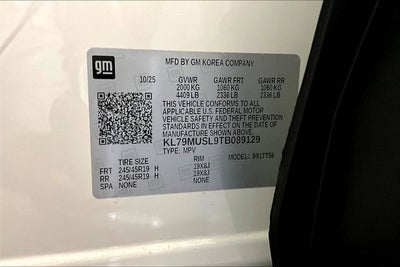 gm
MFD BY GM KOREA COMPANY
10/25 GVWR GAWR FRT GAWR RR
2000 KG 1060 KG 1060 KG
4409 LB 2336 LB 2336 LB
THIS VEHICLE CONFORMS TO ALL
APPLICABLE U.S. FEDERAL MOTOR
VEHICLE SAFETY AND THEFT PREVENTION
STANDARDS IN EFFECT ON THE DATE OF
MANUFACTURE SHOWN ABOVE.
KL79MUSL9TB089129
TYPE: MPV MODEL: 391TT56
TIRE SIZE RIM
FRT 245/45R19 H 19X8J
RR 245/45R19 H 19X8J
SPA NONE NONE